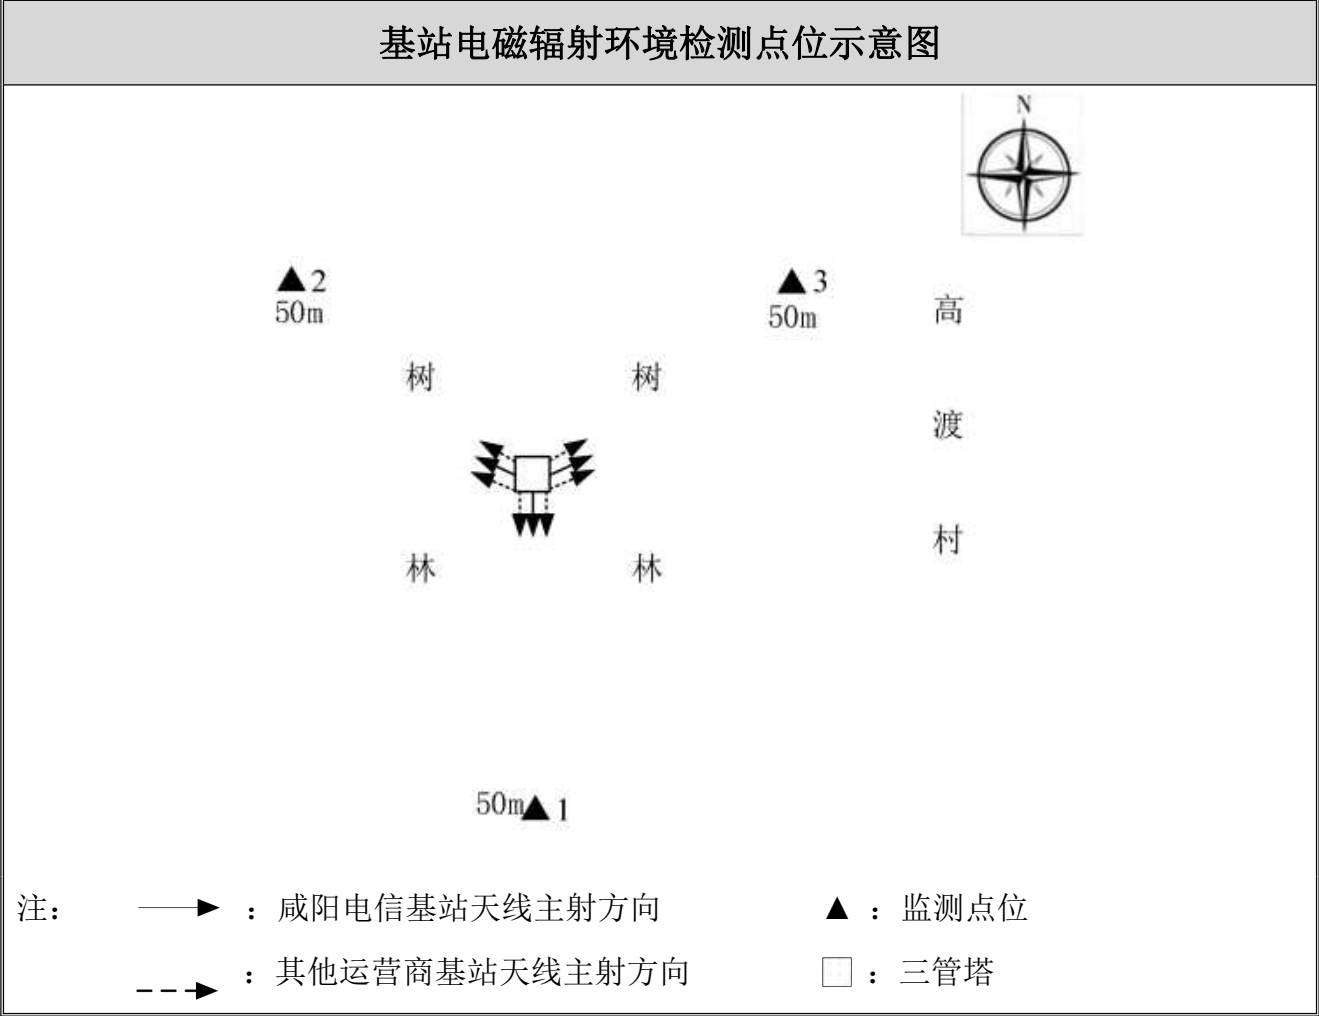 基站电磁辐射环境检测点位示意图
N
▲2
50m
▲3
50m
高
渡
村
树
树
林
林
50m▲1
注：
：咸阳电信基站天线主射方向
▲：监测点位
：其他运营商基站天线主射方向
：三管塔